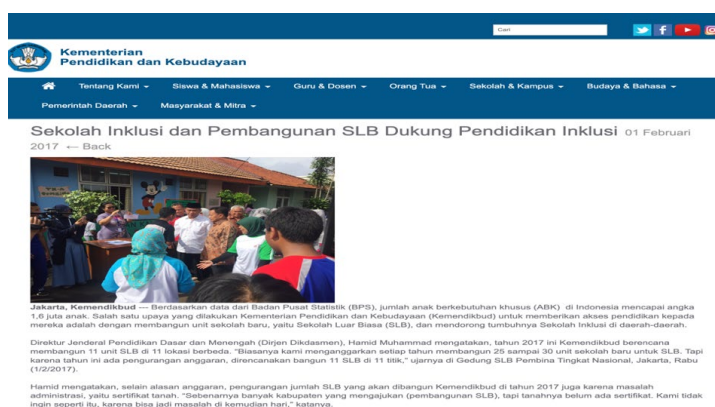 Cari
Kementerian
Pendidikan dan Kebudayaan
Tentang Kami
Siswa & Mahasiswa
Guru & Dosen
Orang Tua
Sekolah & Kampus
Budaya & Bahasa
Pemerintah Daerah
Masyarakat & Mitra
Sekolah Inklusi dan Pembangunan SLB Dukung Pendidikan Inklusi 01 Februari
2017 ← Back
Jakarta, Kemendikbud --- Berdasarkan data dari Badan Pusat Statistik (BPS), jumlah anak berkebutuhan khusus (ABK) di Indonesia mencapai angka
1,6 juta anak. Salah satu upaya yang dilakukan Kementerian Pendidikan dan Kebudayaan (Kemendikbud) untuk memberikan akses pendidikan kepada
mereka adalah dengan membangun unit sekolah baru, yaitu Sekolah Luar Biasa (SLB), dan mendorong tumbuhnya Sekolah Inklusi di daerah-daerah.
Direktur Jenderal Pendidikan Dasar dan Menengah (Dirjen Dikdasmen), Hamid Muhammad mengatakan, tahun 2017 ini Kemendikbud berencana
membangun 11 unit SLB di 11 lokasi berbeda. “Biasanya kami menganggarkan setiap tahun membangun 25 sampai 30 unit sekolah baru untuk SLB. Tapi
karena tahun ini ada pengurangan anggaran, direncanakan bangun 11 SLB di 11 titik,” ujarnya di Gedung SLB Pembina Tingkat Nasional, Jakarta, Rabu
(1/2/2017).
Hamid mengatakan, selain alasan anggaran, pengurangan jumlah SLB yang akan dibangun Kemendikbud di tahun 2017 juga karena masalah
administrasi, yaitu sertifikat tanah. “Sebenarnya banyak kabupaten yang mengajukan (pembangunan SLB), tapi tanahnya belum ada sertifikat. Kami tidak
ingin seperti itu, karena bisa jadi masalah di kemudian hari,” katanya.